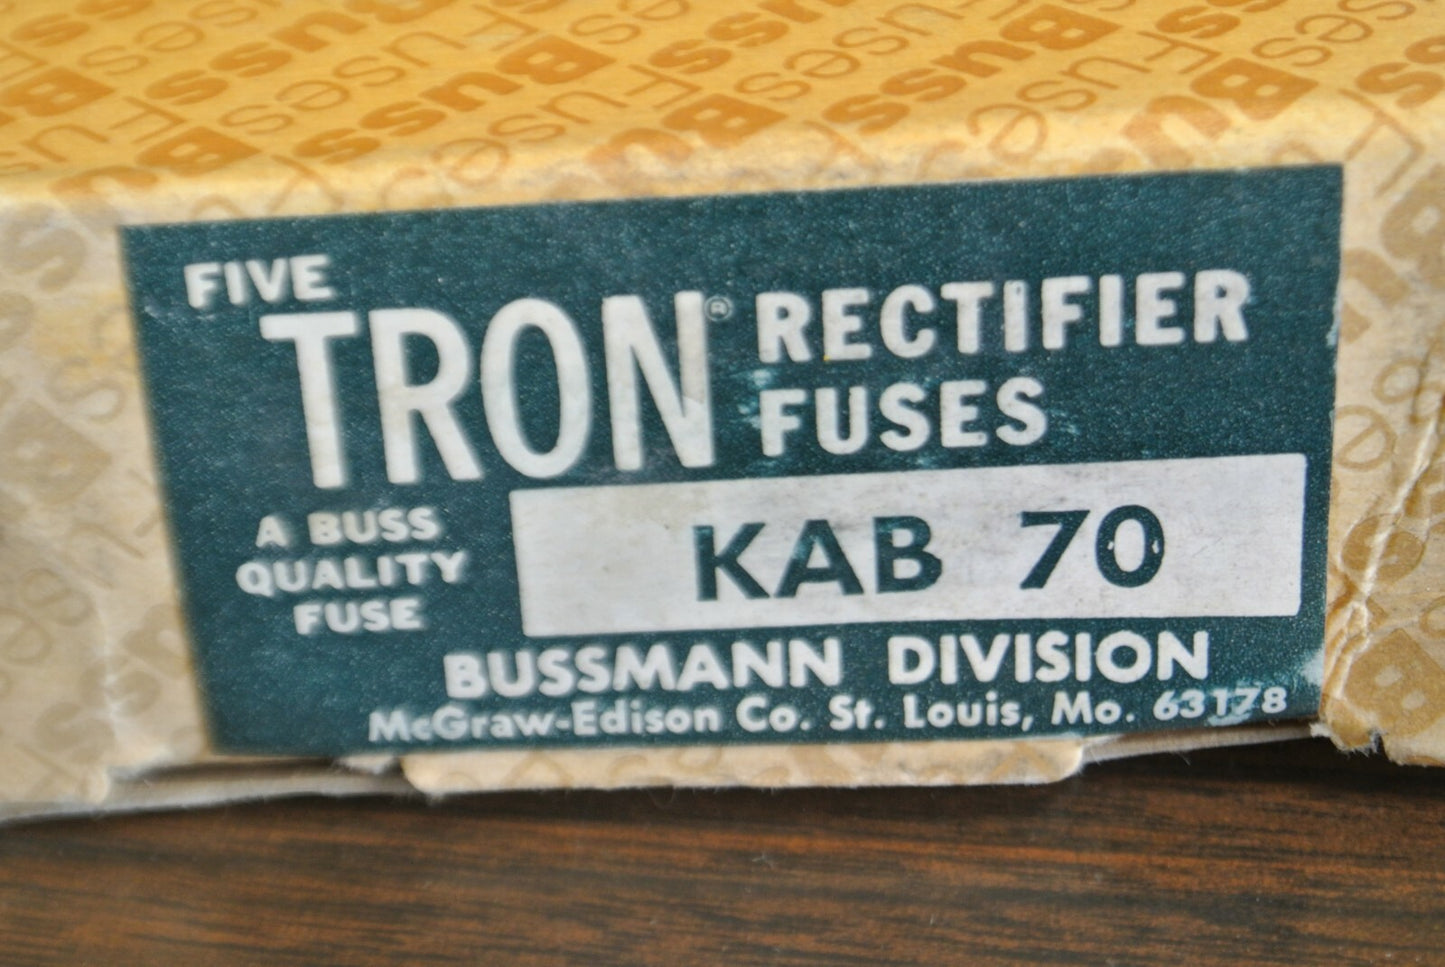 FIVE
TRON® RECTIFIER
FUSES
A BUSS
QUALITY
FUSE
KAB 70
BUSSMANN DIVISION
McGraw-Edison Co. St. Louis, Mo. 63178